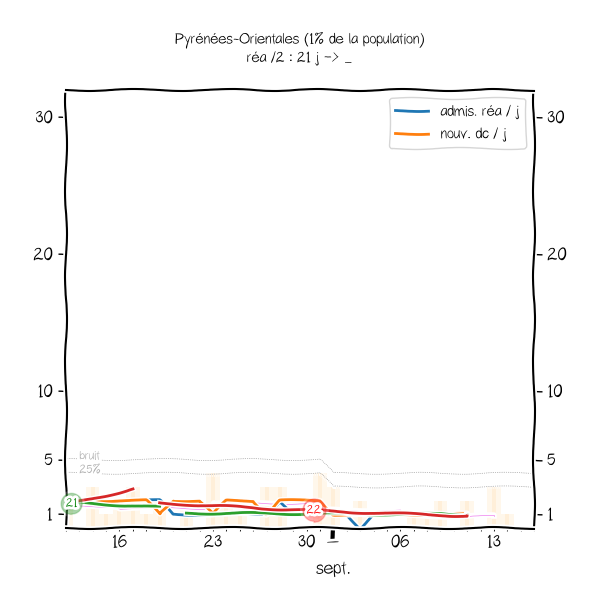 Pyrénées-Orientales (1% de la population)
réa /2 : 21 j -> _
admis. réa / j
nouv. dc / j
30 30
20 20
10 10
5 5
bruit
25%
21
22
1 1
16 23 30 1 06 13
sept.